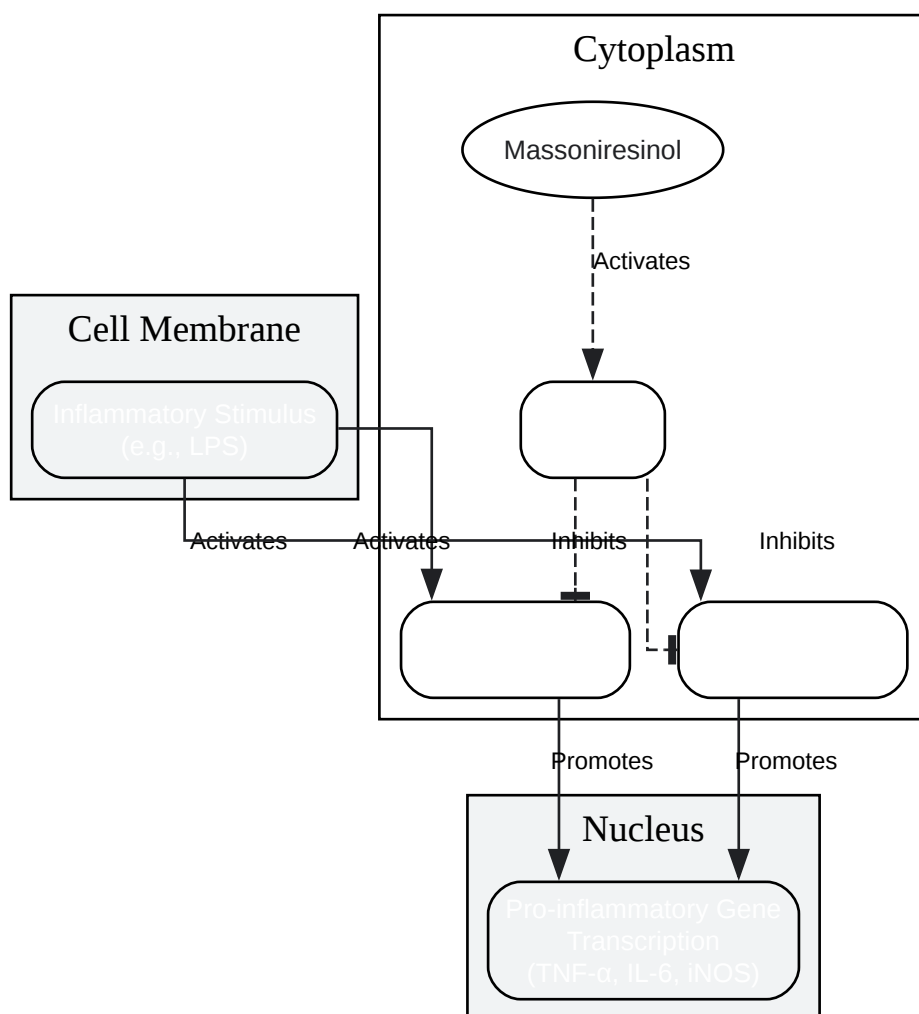 Cytoplasm
Massoniresinol
Activates
Cell Membrane
Inflammatory Stimulus
(e.g., LPS)
Activates
Activates
Inhibits
Inhibits
Promotes
Promotes
Nucleus
Pro-inflammatory Gene
Transcription
(TNF-α, IL-6, iNOS)